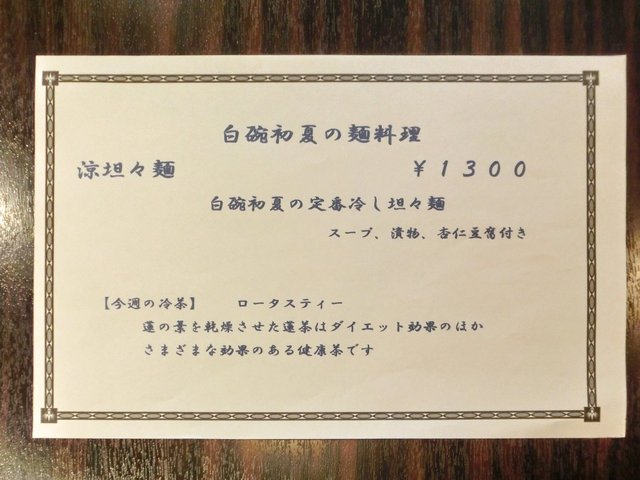 白碗初夏の麺料理
涼坦々麺 ¥1300
白碗初夏の定番冷し坦々麺
スープ、漬物、杏仁豆腐付き
【今週の冷茶】 ロータスティー
蓮の葉を乾燥させた蓮茶はダイエット効果のほか
さまざまな効果のある健康茶です